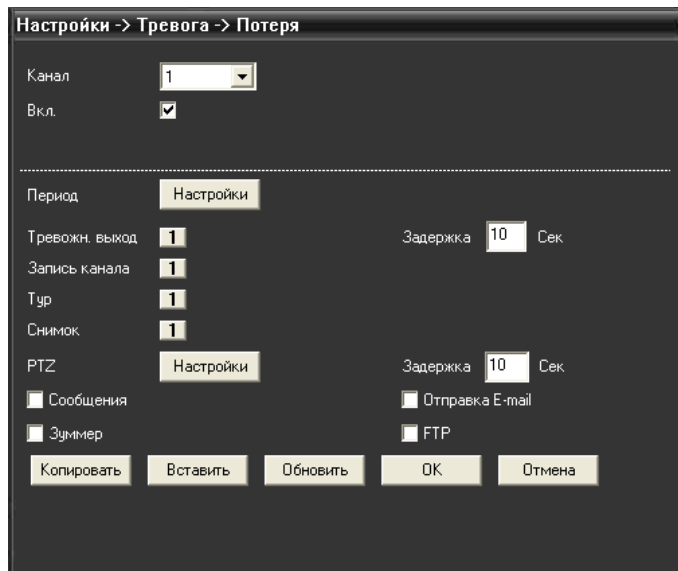 Настройки -> Тревога -> Потеря
Канал 1
Вкл.
Период Настройки
Тревожн. выход 1 Задержка 10 Сек
Запись канала 1
Тур 1
Снимок 1
PTZ Настройки Задержка 10 Сек
Сообщения Отправка E-mail
Зуммер FTP
Копировать Вставить Обновить OK Отмена